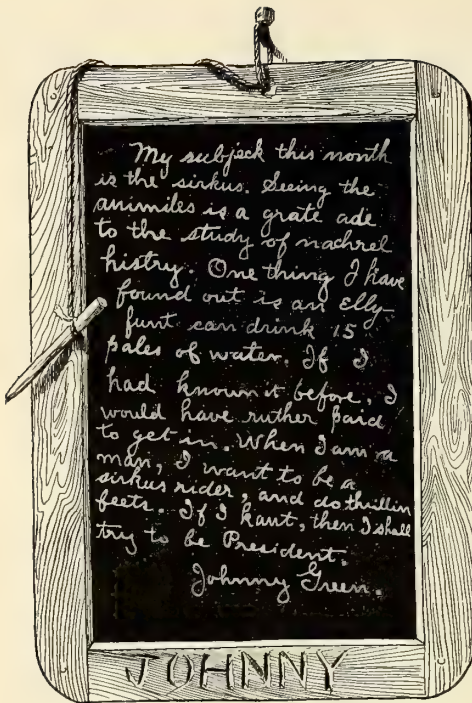 My subjeck this month
is the sirkus. Seeing the
animiles is a grate ade
to the study of nachrel
histry. One thing I have
found out is an elly-
funt can drink 15
pales of water. If I
had known it before, I
would have ruther paid
to get in. When I am a
man, I want to be a
sirkus rider, and do thrillin
feets. If I kant, then I shall
try to be President.
Johnny Green.
JOHNNY